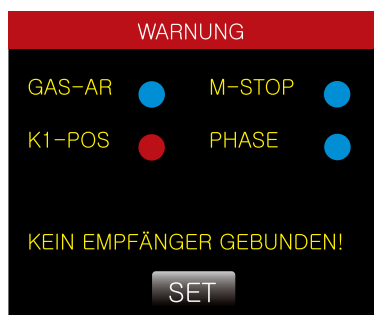 WARNUNG
GAS-AR M-STOP
K1-POS PHASE
KEIN EMPFÄNGER GEBUNDEN!
SET